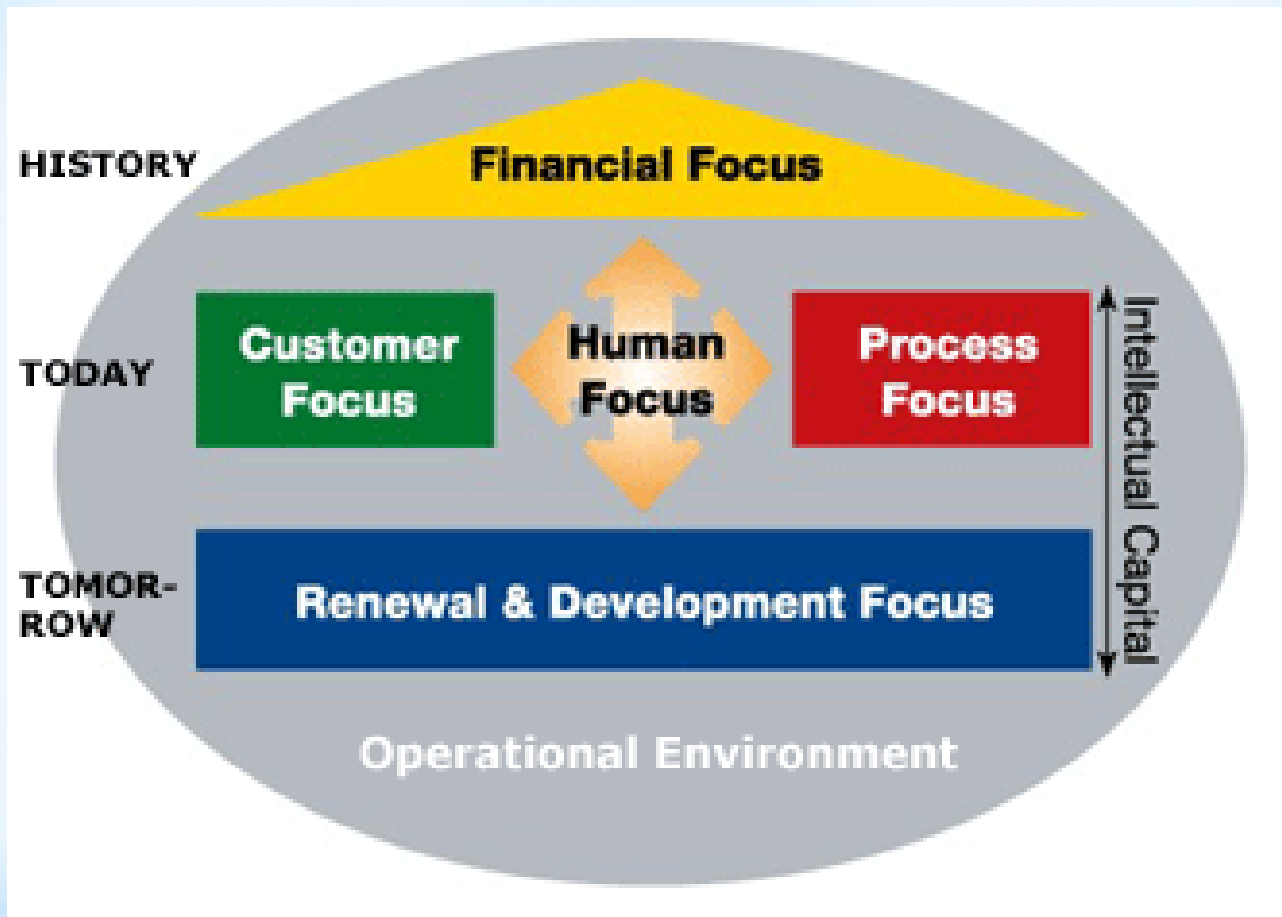 HISTORY
Financial Focus
TODAY
Customer
Focus
Human
Focus
Process
Focus
Intellectual Capital
TOMOR-
ROW
Renewal & Development Focus
Operational Environment